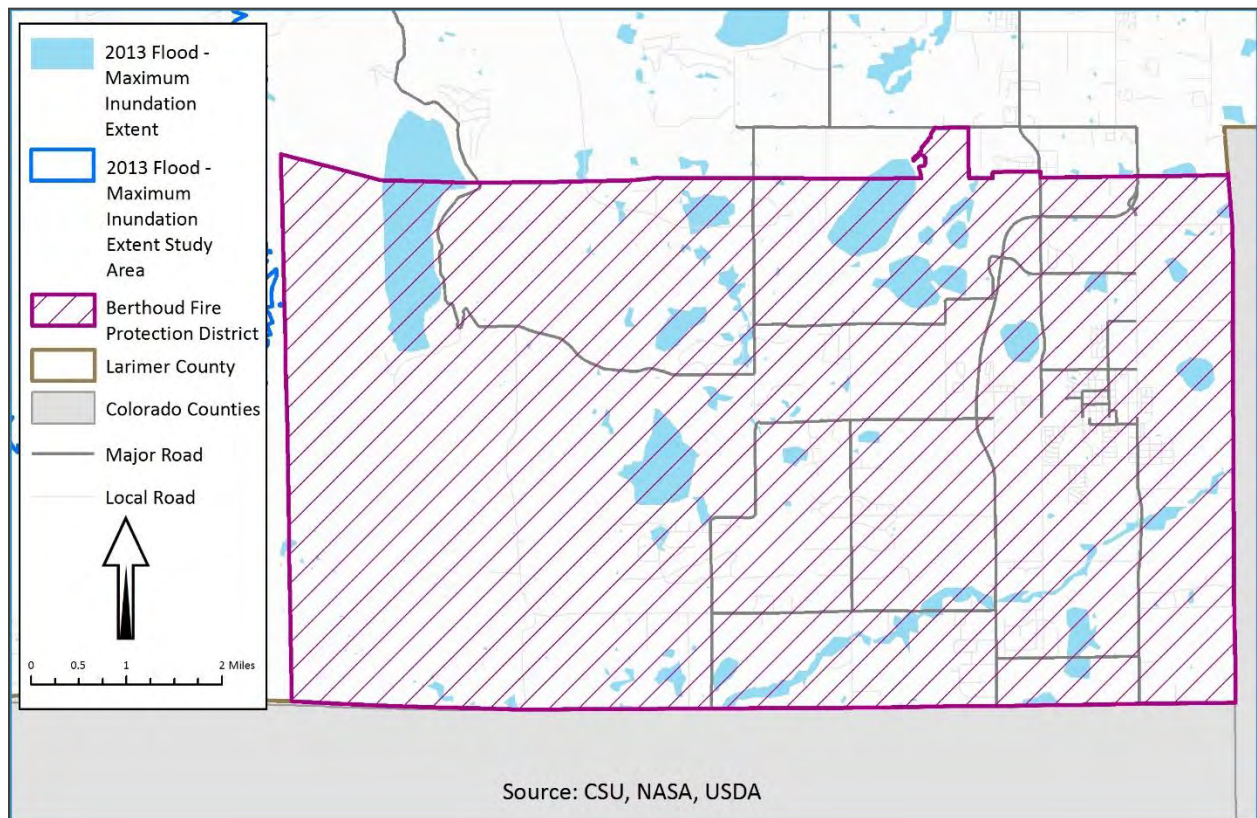 2013 Flood -
Maximum
Inundation
Extent
2013 Flood -
Maximum
Inundation
Extent Study
Area
Berthoud Fire
Protection District
Larimer County
Colorado Counties
Major Road
Local Road
0 0.5 1 2 Miles
Source: CSU, NASA, USDA